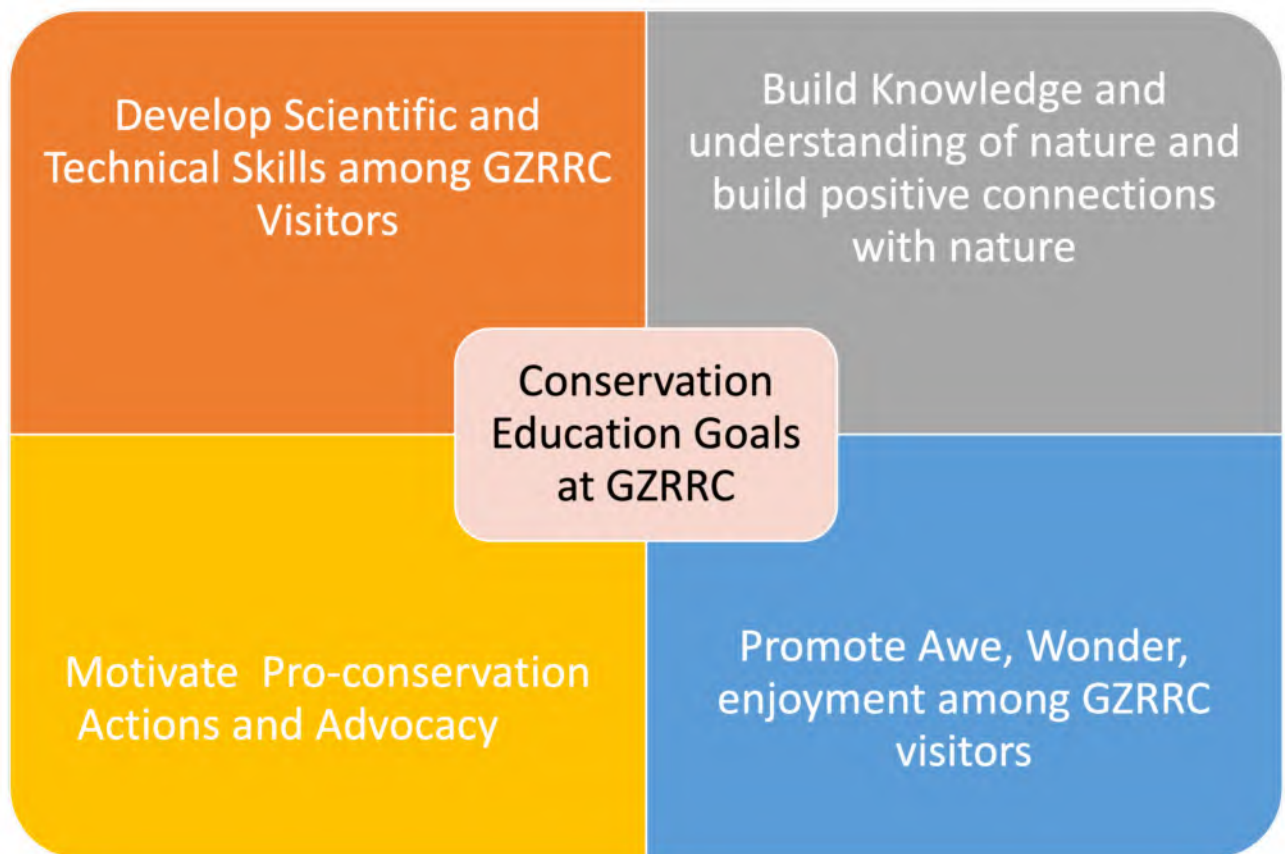 Develop Scientific and
Technical Skills among GZRRC
Visitors
Build Knowledge and
understanding of nature and
build positive connections
with nature
Conservation
Education Goals
at GZRRC
Motivate  Pro-conservation
Actions and Advocacy
Promote Awe, Wonder,
enjoyment among GZRRC
visitors